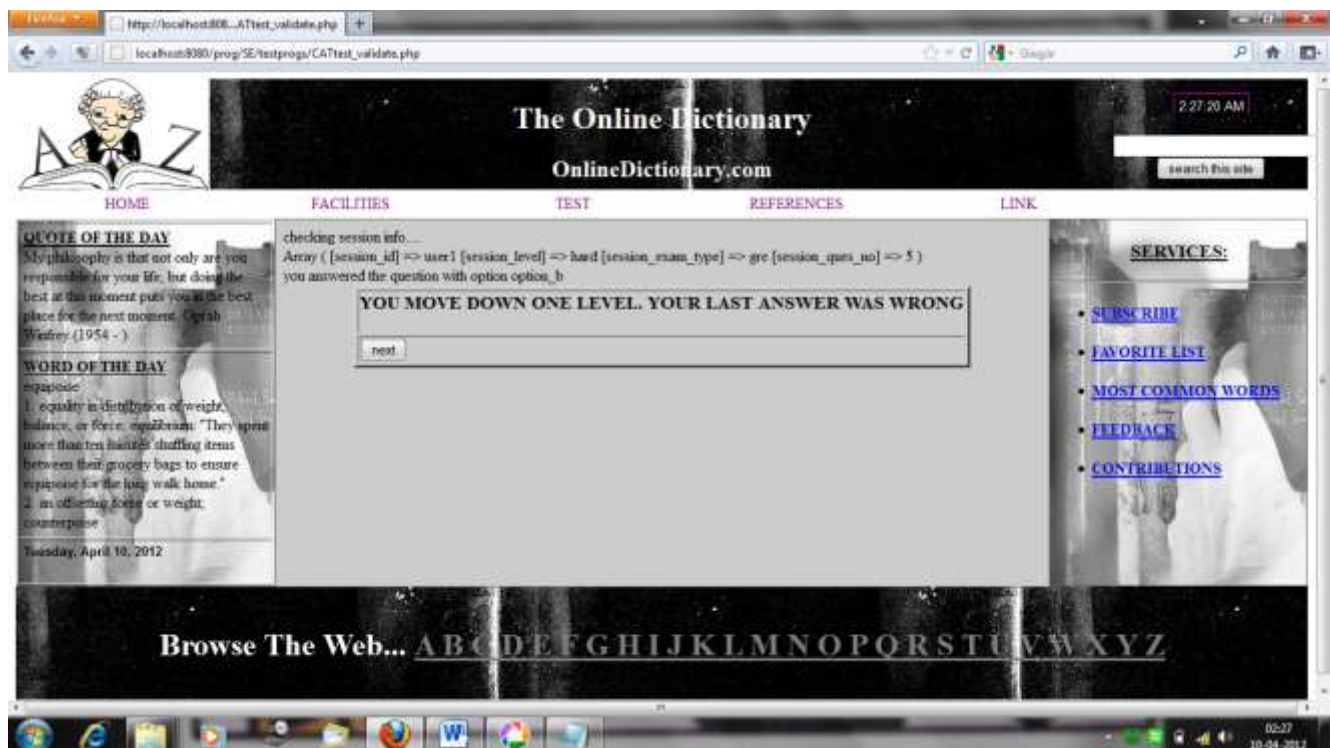 Firefox
http://localhost:808...ATtest_validate.php
localhost:8080/prog/SE/testprogs/CATtest_validate.php
Google
A Z
The Online Dictionary
OnlineDictionary.com
2:27:20 AM
search this site
HOME FACILITIES TEST REFERENCES LINK
QUOTE OF THE DAY
My philosophy is that not only are you
responsible for your life, but doing the
best at this moment puts you in the best
place for the next moment. Oprah
Winfrey (1954 - )
WORD OF THE DAY
equipoise
1. equality in distribution of weight,
balance, or force; equilibrium: "They spent
more than ten minutes shuffling items
between their grocery bags to ensure
equipoise for the long walk home."
2. an offsetting force or weight;
counterpoise
Tuesday, April 10, 2012
checking session info....
Array ( [session_id] => user1 [session_level] => hard [session_exam_type] => gre [session_ques_no] => 5 )
you answered the question with option option_b
YOU MOVE DOWN ONE LEVEL. YOUR LAST ANSWER WAS WRONG
next
SERVICES:
SUBSCRIBE
FAVORITE LIST
MOST COMMON WORDS
FEEDBACK
CONTRIBUTIONS
Browse The Web... A B C D E F G H I J K L M N O P Q R S T U V W X Y Z
02:27
10-04-2012